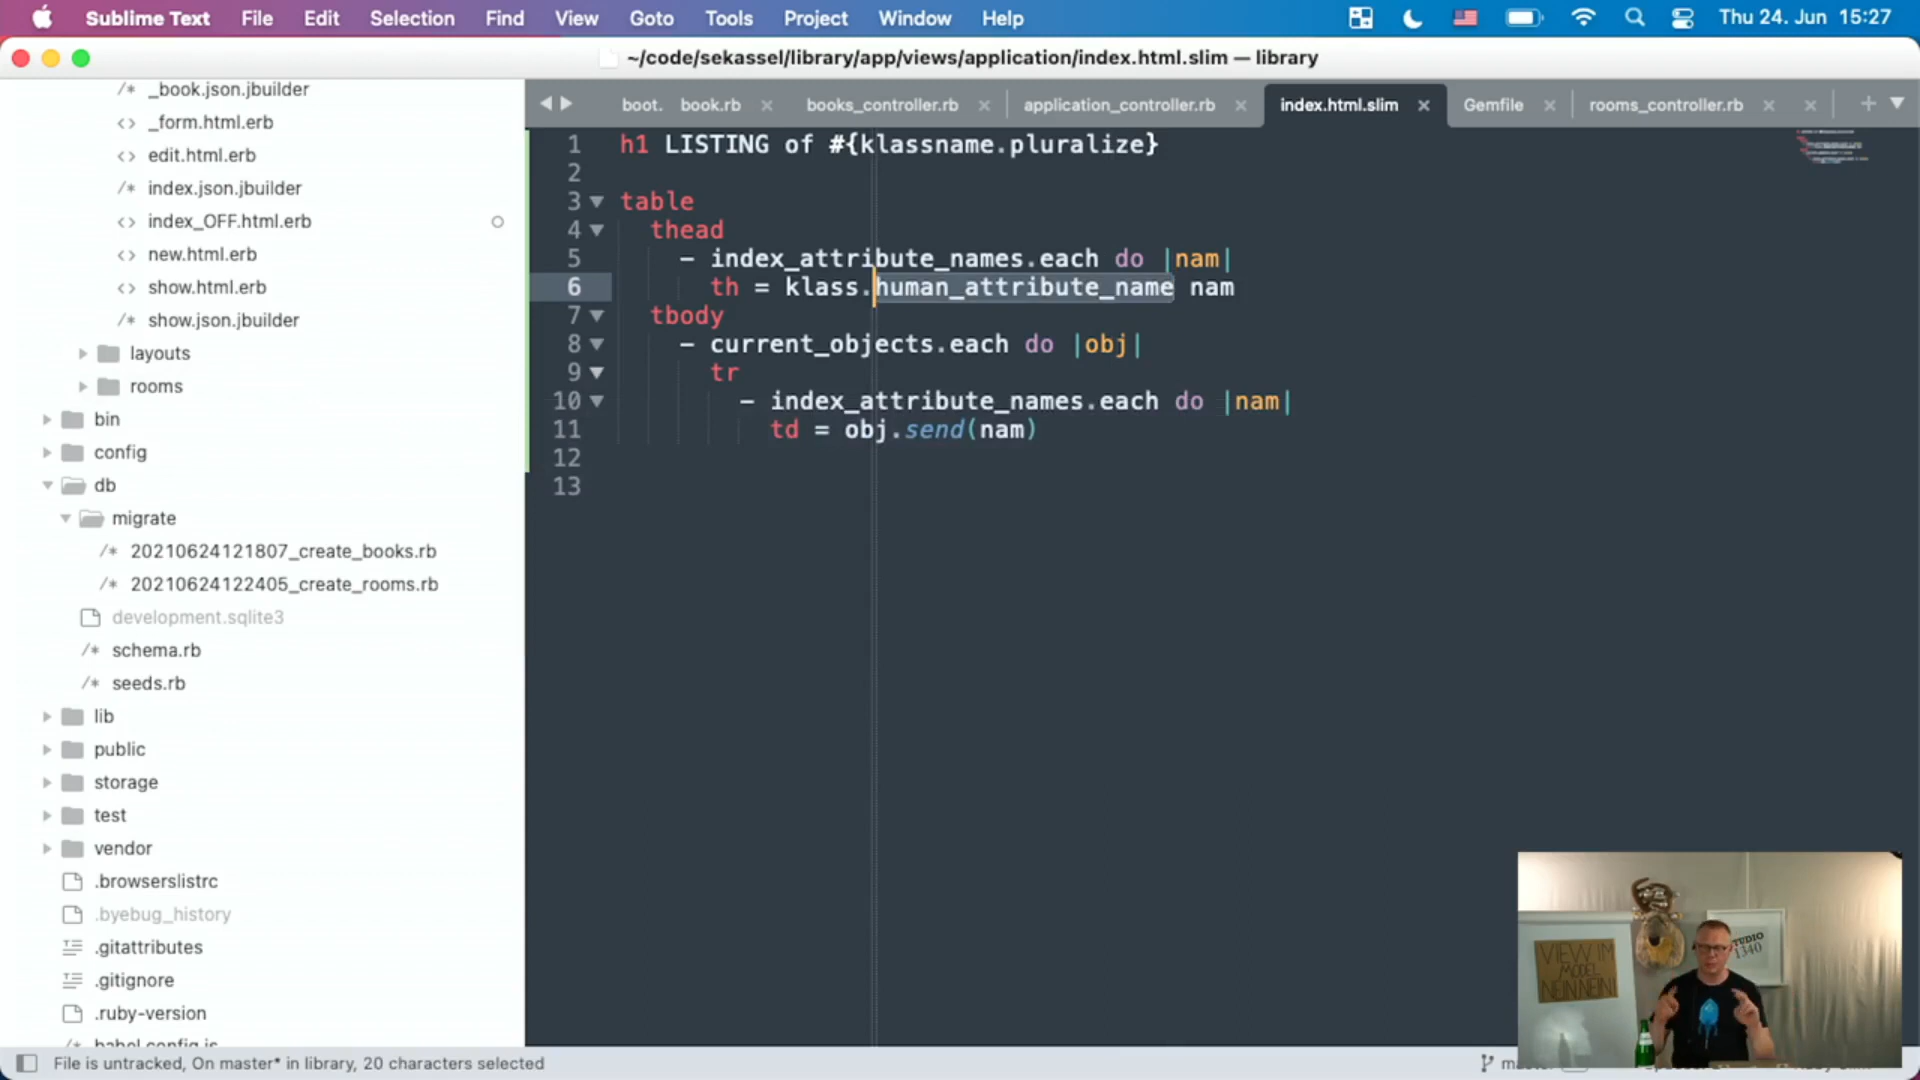 Sublime Text File Edit Selection Find View Goto Tools Project Window Help Thu 24. Jun 15:27
~/code/sekassel/library/app/views/application/index.html.slim — library
_book.json.jbuilder
_form.html.erb
edit.html.erb
index.json.jbuilder
index_OFF.html.erb
new.html.erb
show.html.erb
show.json.jbuilder
layouts
rooms
bin
config
db
migrate
20210624121807_create_books.rb
20210624122405_create_rooms.rb
development.sqlite3
schema.rb
seeds.rb
lib
public
storage
test
vendor
.browserslistrc
.byebug_history
.gitattributes
.gitignore
.ruby-version
babel.config.js
boot. book.rb books_controller.rb application_controller.rb index.html.slim Gemfile rooms_controller.rb
1 h1 LISTING of #{klassname.pluralize}
2
3 table
4 thead
5 - index_attribute_names.each do |nam|
6 th = klass.human_attribute_name nam
7 tbody
8 - current_objects.each do |obj|
9 tr
10 - index_attribute_names.each do |nam|
11 td = obj.send(nam)
12
13
VIEW IM
MODEL
NEIN NEIN!
STUDIO
1340
File is untracked, On master* in library, 20 characters selected